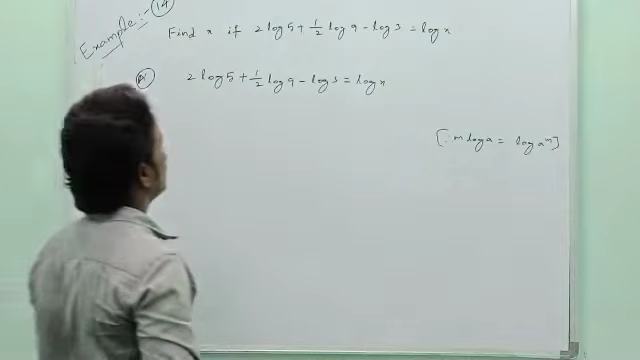 Example:- 14
Find x if 2 log 5 + 1/2 log 9 - log 3 = log x
A) 2 log 5 + 1/2 log 9 - log 3 = log x
[∵ m log a = log a^m]